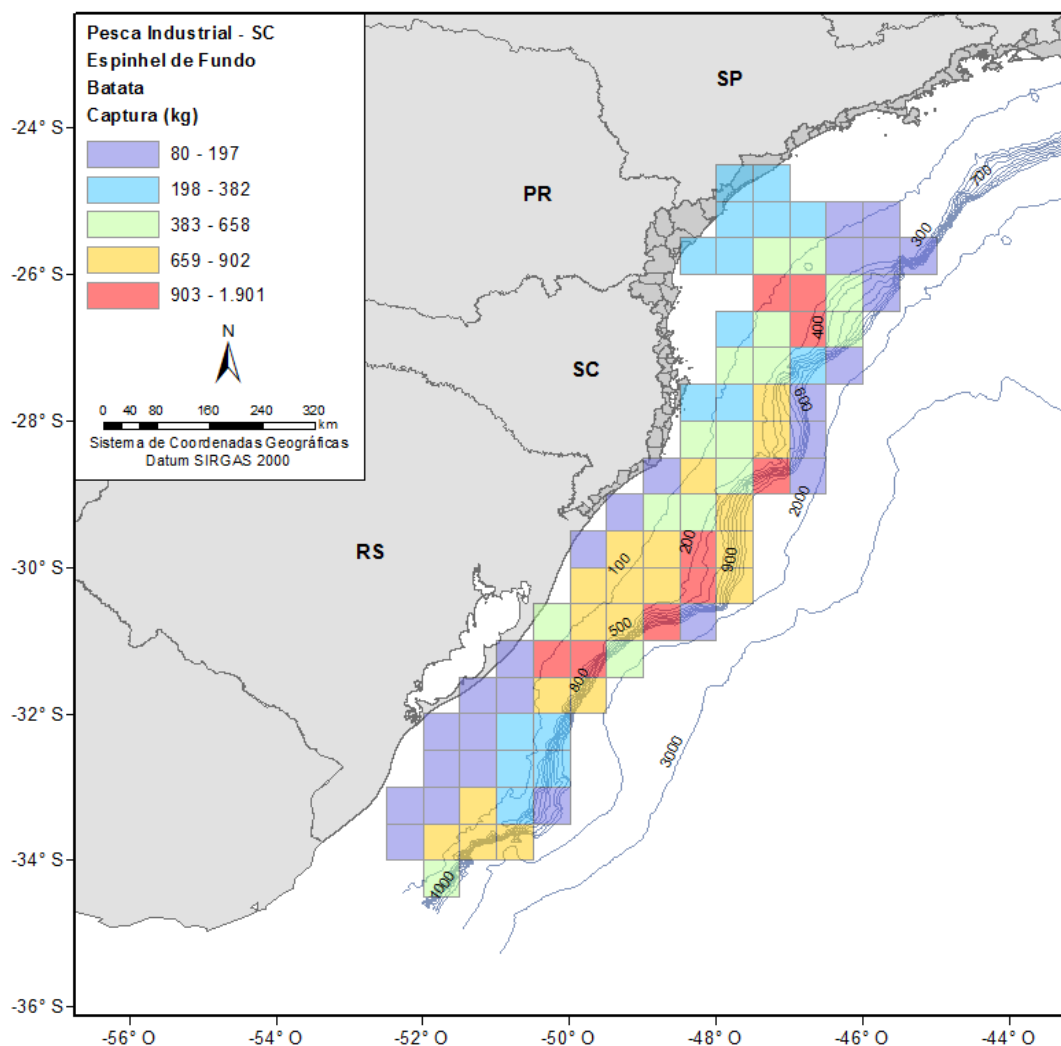 Pesca Industrial - SC
Espinhel de Fundo
Batata
Captura (kg)
80 - 197
198 - 382
383 - 658
659 - 902
903 - 1.901
N
0 40 80 160 240 320
km
Sistema de Coordenadas Geográficas
Datum SIRGAS 2000
SP
PR
SC
RS
700
300
400
600
2000
200
100
900
500
800
3000
1000
-24° S
-26° S
-28° S
-30° S
-32° S
-34° S
-36° S
-56° O
-54° O
-52° O
-50° O
-48° O
-46° O
-44° O